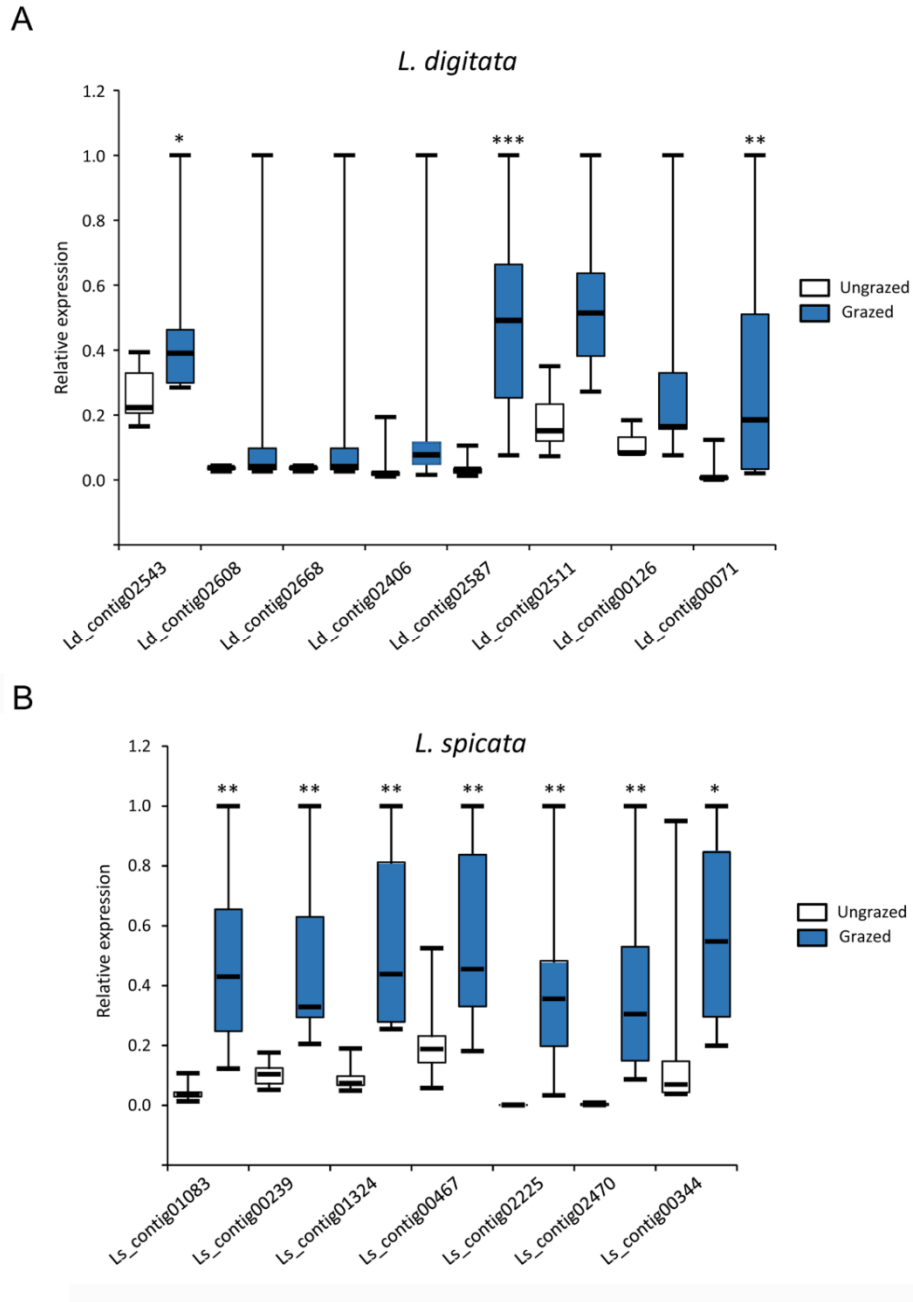 A
L. digitata
1.2
* *** **
1.0
0.8
0.6
0.4
0.2
0.0
Relative expression
Ungrazed
Grazed
Ld_contig02543
Ld_contig02608
Ld_contig02668
Ld_contig02406
Ld_contig02587
Ld_contig02511
Ld_contig00126
Ld_contig00071
B
L. spicata
1.2
** ** ** ** ** ** *
1.0
0.8
0.6
0.4
0.2
0.0
Relative expression
Ungrazed
Grazed
Ls_contig01083
Ls_contig00239
Ls_contig01324
Ls_contig00467
Ls_contig02225
Ls_contig02470
Ls_contig00344